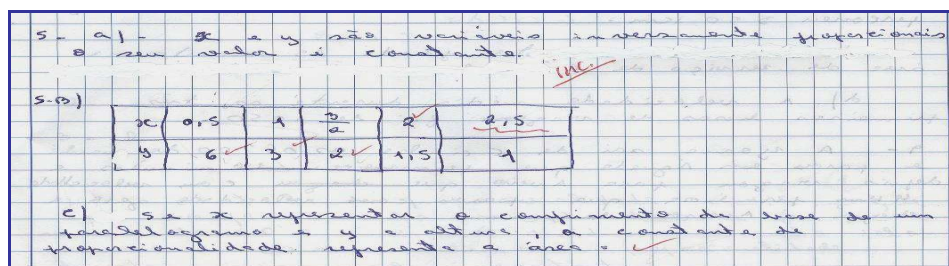 5- a) - x e y são variáveis inversamente proporcionais
o seu valor é constante.
inc.
5-B)
x 0,5 1 3/2 2 2,5
y 6 3 2 1,5 1
c) Se x representar o comprimento da base de um
paralelogramo e y a altura, a constante de
proporcionalidade representa a área.